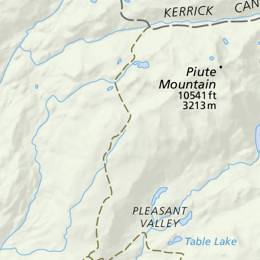 KERRICK CAN
Piute
Mountain
10541 ft
3213 m
PLEASANT
VALLEY
Table Lake